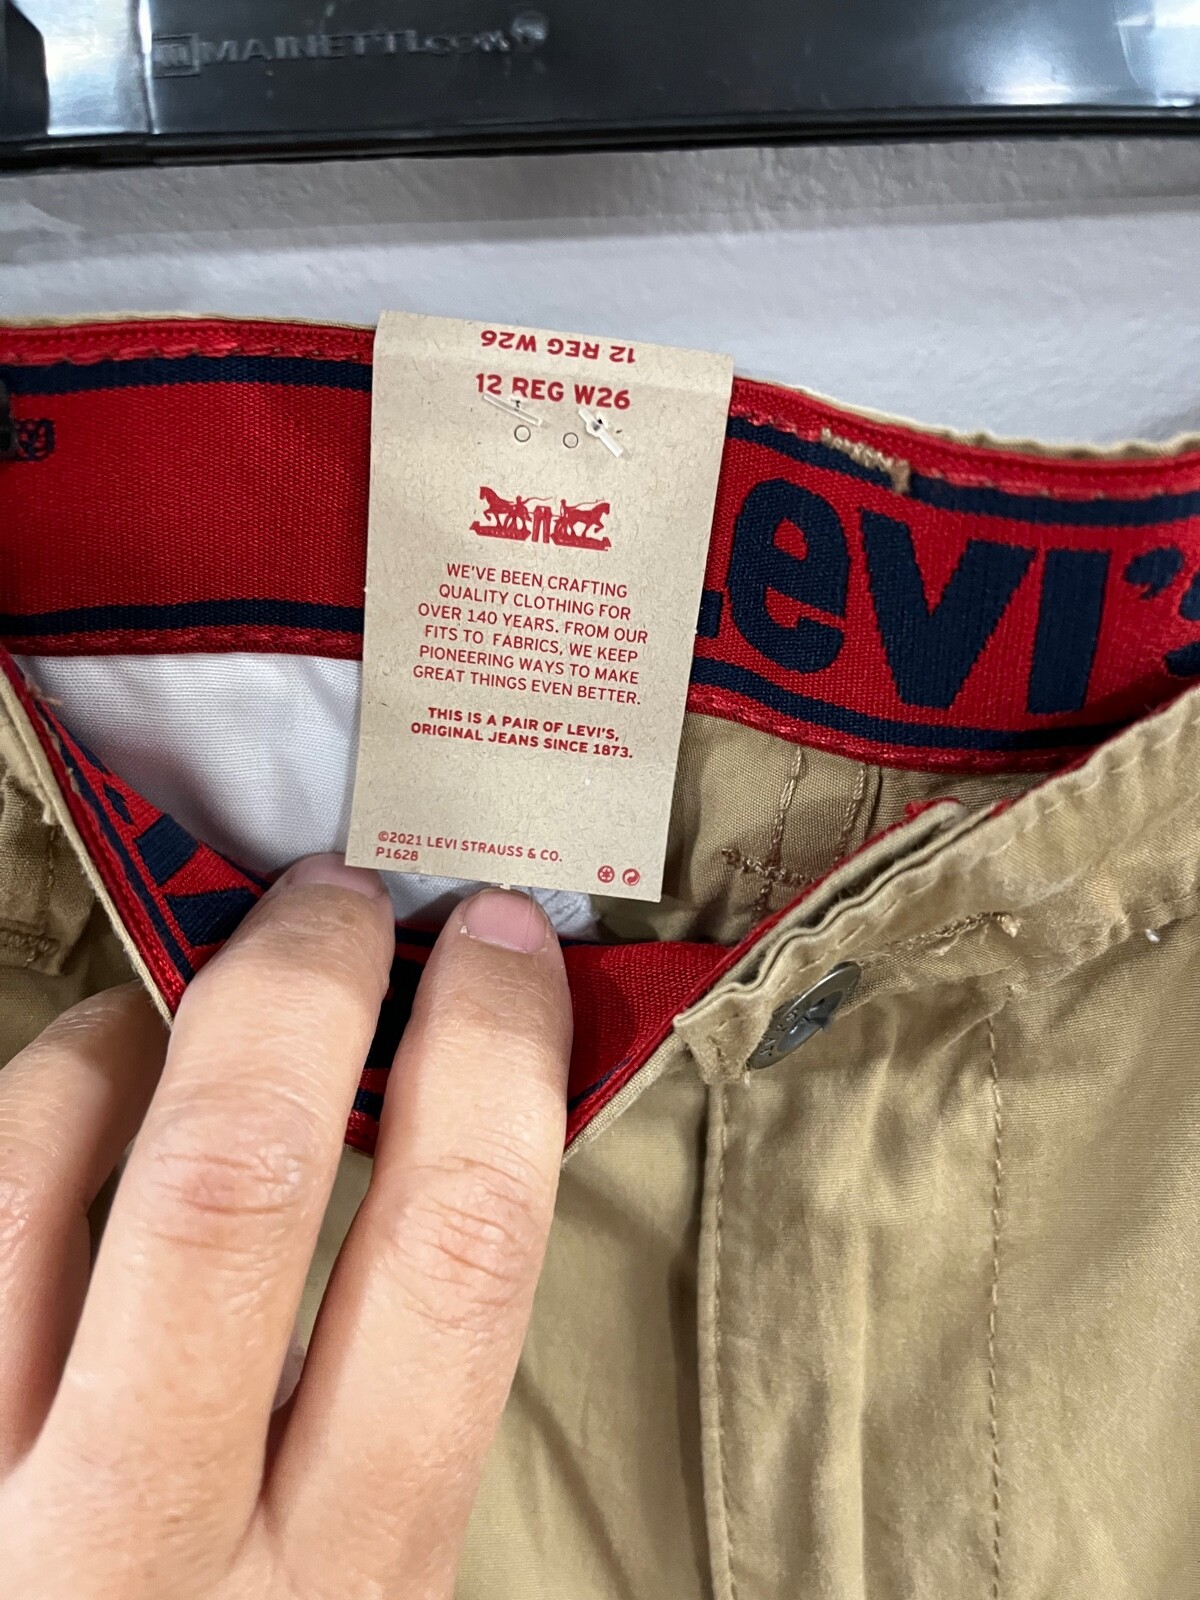 MAINETTI.COM®
12 REG W26
12 REG W26
WE'VE BEEN CRAFTING
QUALITY CLOTHING FOR
OVER 140 YEARS. FROM OUR
FITS TO FABRICS, WE KEEP
PIONEERING WAYS TO MAKE
GREAT THINGS EVEN BETTER.
THIS IS A PAIR OF LEVI'S,
ORIGINAL JEANS SINCE 1873.
©2021 LEVI STRAUSS & CO.
P1628
Levi's